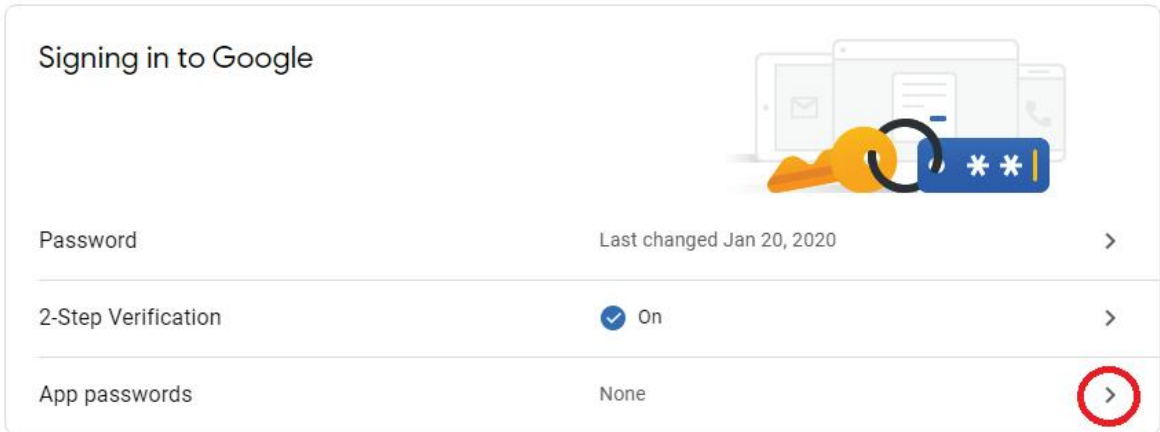 Signing in to Google
**
Password Last changed Jan 20, 2020
2-Step Verification On
App passwords None